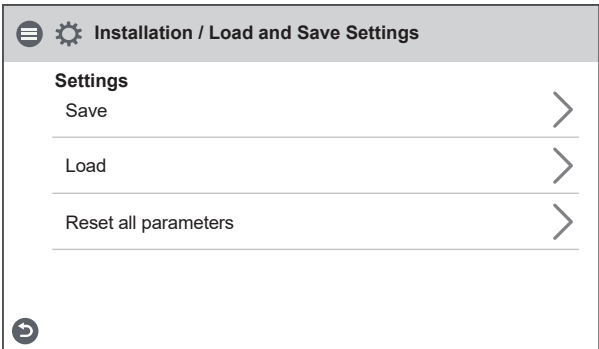 Installation / Load and Save Settings
Settings
Save
Load
Reset all parameters